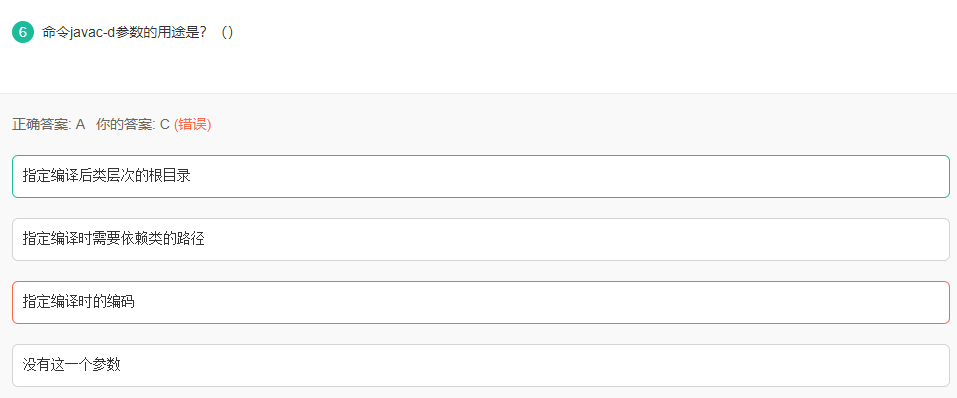 6 命令javac-d参数的用途是？（）
正确答案: A 你的答案: C (错误)
指定编译后类层次的根目录
指定编译时需要依赖类的路径
指定编译时的编码
没有这一个参数